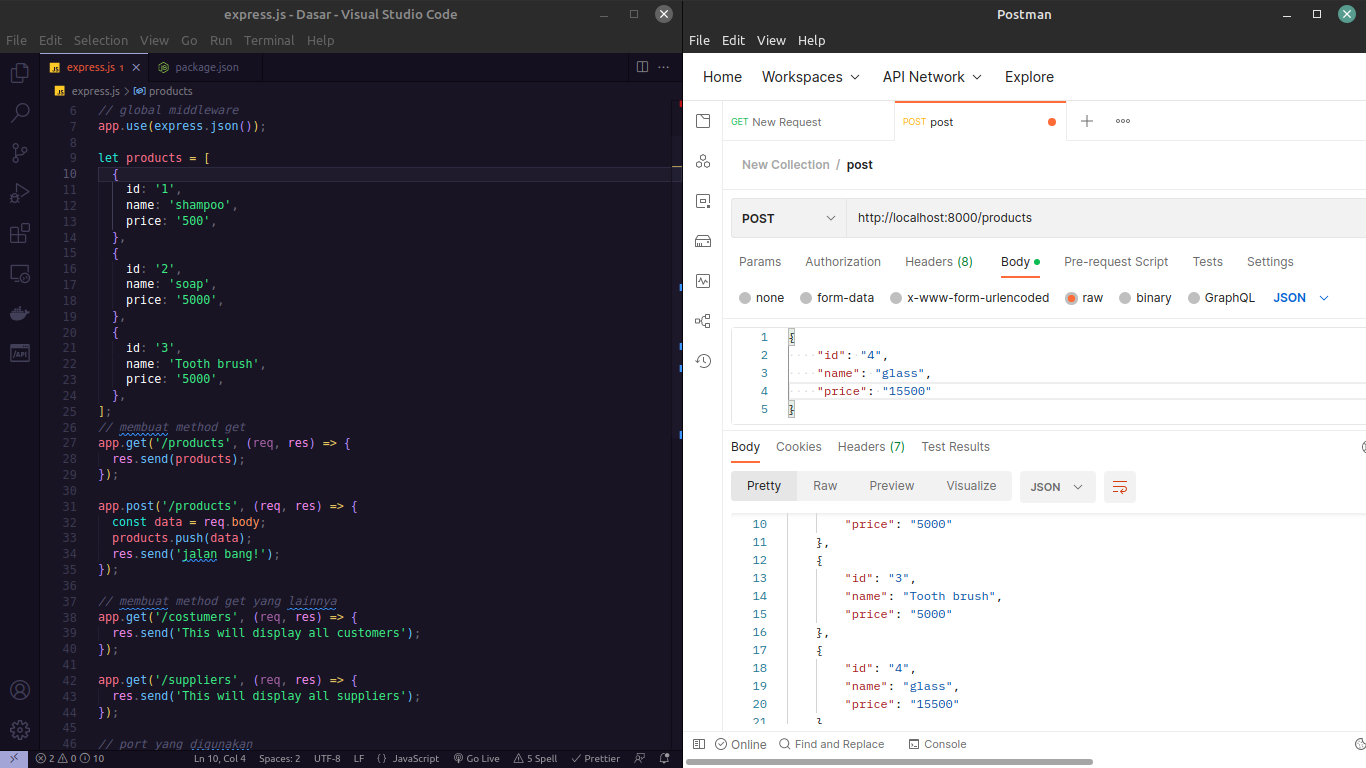 express.js - Dasar - Visual Studio Code
File Edit Selection View Go Run Terminal Help
express.js 1
package.json
express.js > products
6 // global middleware
7 app.use(express.json());
8
9 let products = [
10 {
11 id: '1',
12 name: 'shampoo',
13 price: '500',
14 },
15 {
16 id: '2',
17 name: 'soap',
18 price: '5000',
19 },
20 {
21 id: '3',
22 name: 'Tooth brush',
23 price: '5000',
24 },
25 ];
26 // membuat method get
27 app.get('/products', (req, res) => {
28 res.send(products);
29 });
30
31 app.post('/products', (req, res) => {
32 const data = req.body;
33 products.push(data);
34 res.send('jalan bang!');
35 });
36
37 // membuat method get yang lainnya
38 app.get('/costumers', (req, res) => {
39 res.send('This will display all customers');
40 });
41
42 app.get('/suppliers', (req, res) => {
43 res.send('This will display all suppliers');
44 });
45
46 // port yang digunakan
2 0 10 Ln 10, Col 4 Spaces: 2 UTF-8 LF {} JavaScript Go Live 5 Spell Prettier
Postman
File Edit View Help
Home Workspaces API Network Explore
GET New Request
POST post
New Collection / post
POST http://localhost:8000/products
Params Authorization Headers (8) Body Pre-request Script Tests Settings
none form-data x-www-form-urlencoded raw binary GraphQL JSON
1 {
2 "id": "4",
3 "name": "glass",
4 "price": "15500"
5 }
Body Cookies Headers (7) Test Results
Pretty Raw Preview Visualize JSON
10 "price": "5000"
11 },
12 {
13 "id": "3",
14 "name": "Tooth brush",
15 "price": "5000"
16 },
17 {
18 "id": "4",
19 "name": "glass",
20 "price": "15500"
21 }
Online Find and Replace Console